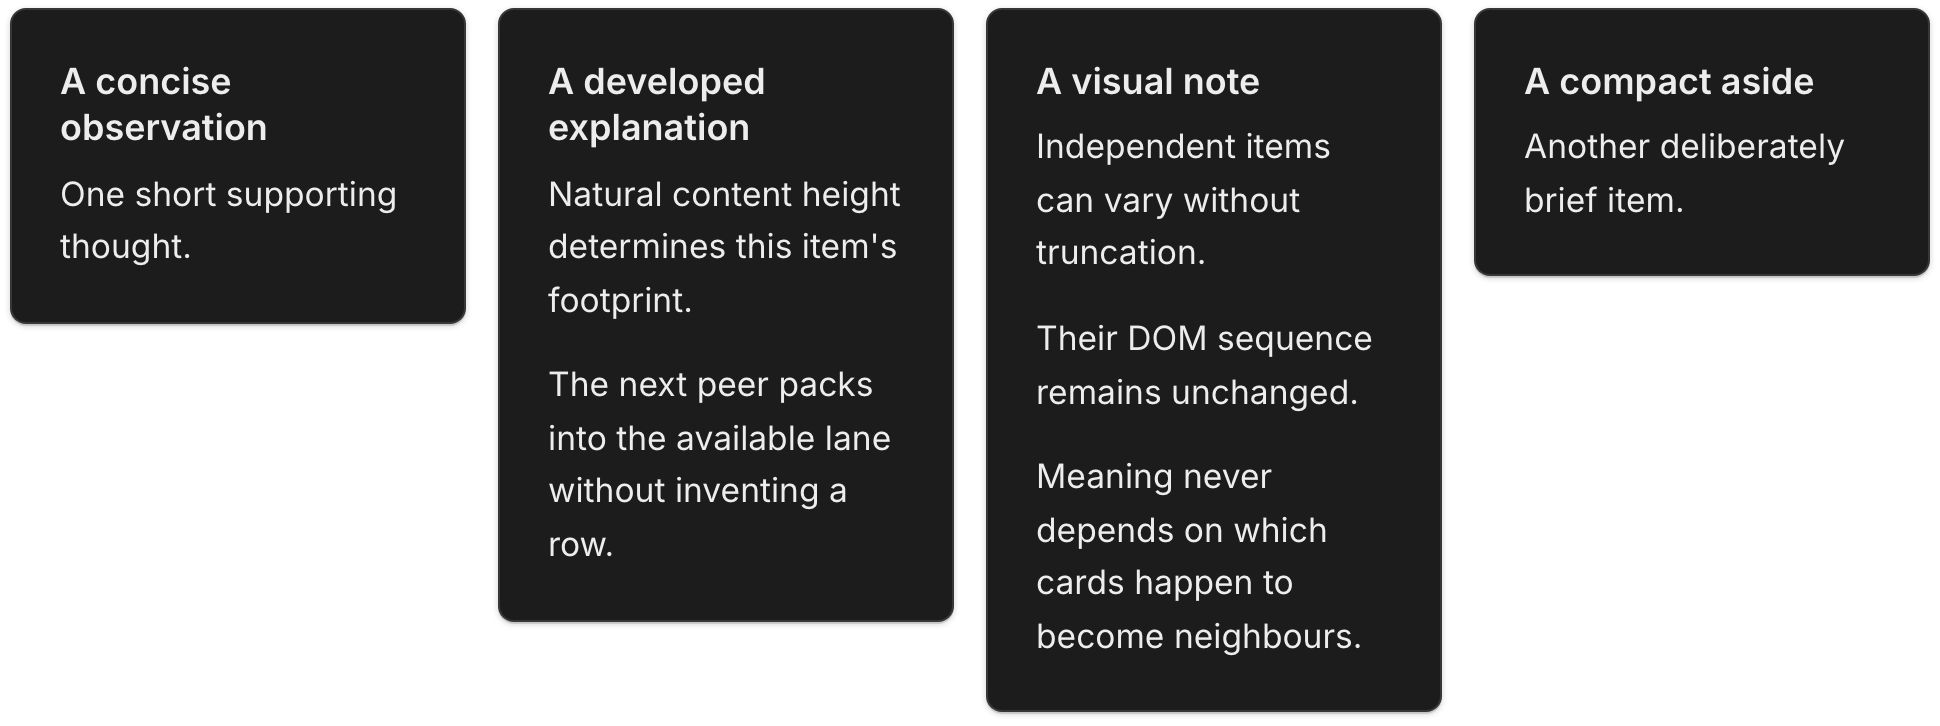 A concise
observation
One short supporting
thought.
A developed
explanation
Natural content height
determines this item's
footprint.
The next peer packs
into the available lane
without inventing a
row.
A visual note
Independent items
can vary without
truncation.
Their DOM sequence
remains unchanged.
Meaning never
depends on which
cards happen to
become neighbours.
A compact aside
Another deliberately
brief item.